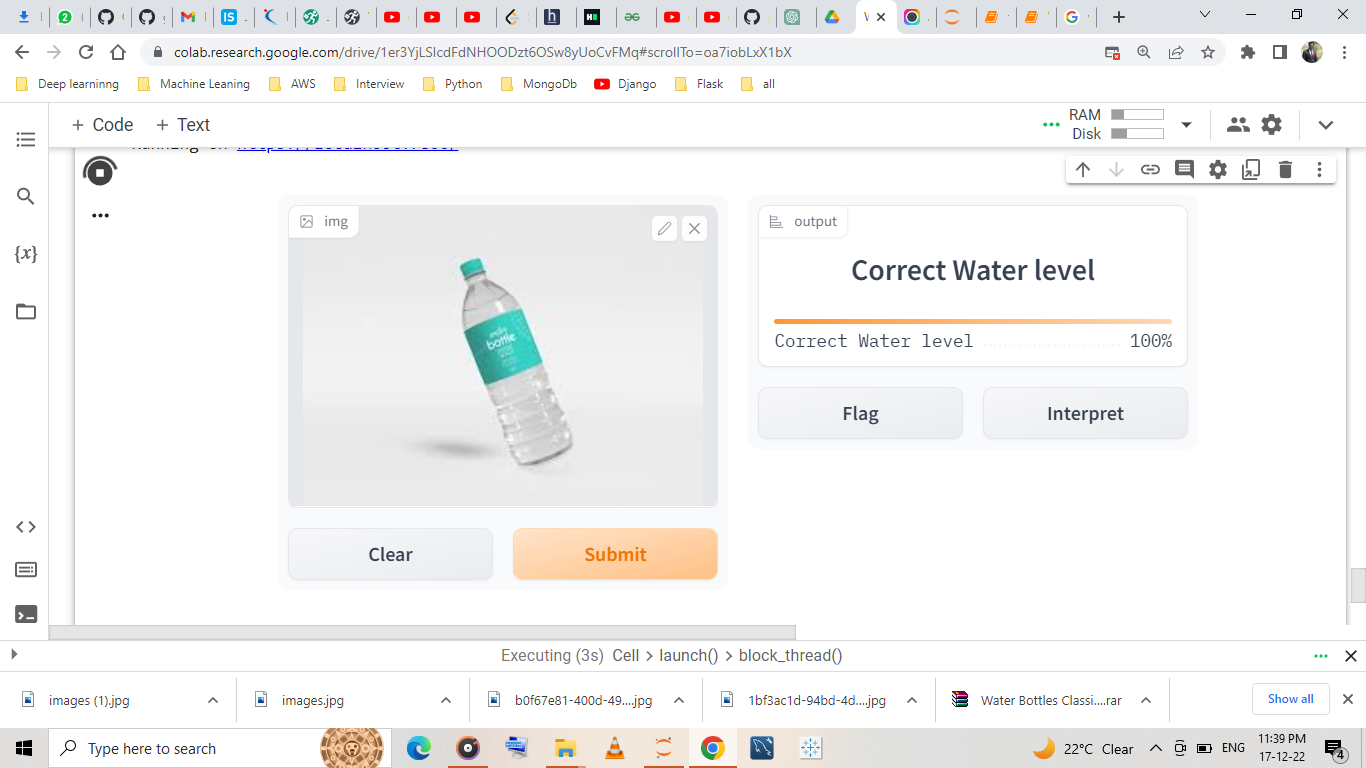 colab.research.google.com/drive/1er3YjLSlcdFdNHOODzt6OSw8yUoCvFMq#scrollTo=oa7iobLxX1bX
Deep learninng Machine Leaning AWS Interview Python MongoDb Django Flask all
+ Code + Text
RAM
Disk
img
bottle
output
Correct Water level
Correct Water level 100%
Flag Interpret
Clear Submit
Executing (3s) Cell > launch() > block_thread()
images (1).jpg images.jpg b0f67e81-400d-49....jpg 1bf3ac1d-94bd-4d....jpg Water Bottles Classi....rar Show all
Type here to search
22°C Clear
ENG
11:39 PM
17-12-22
4